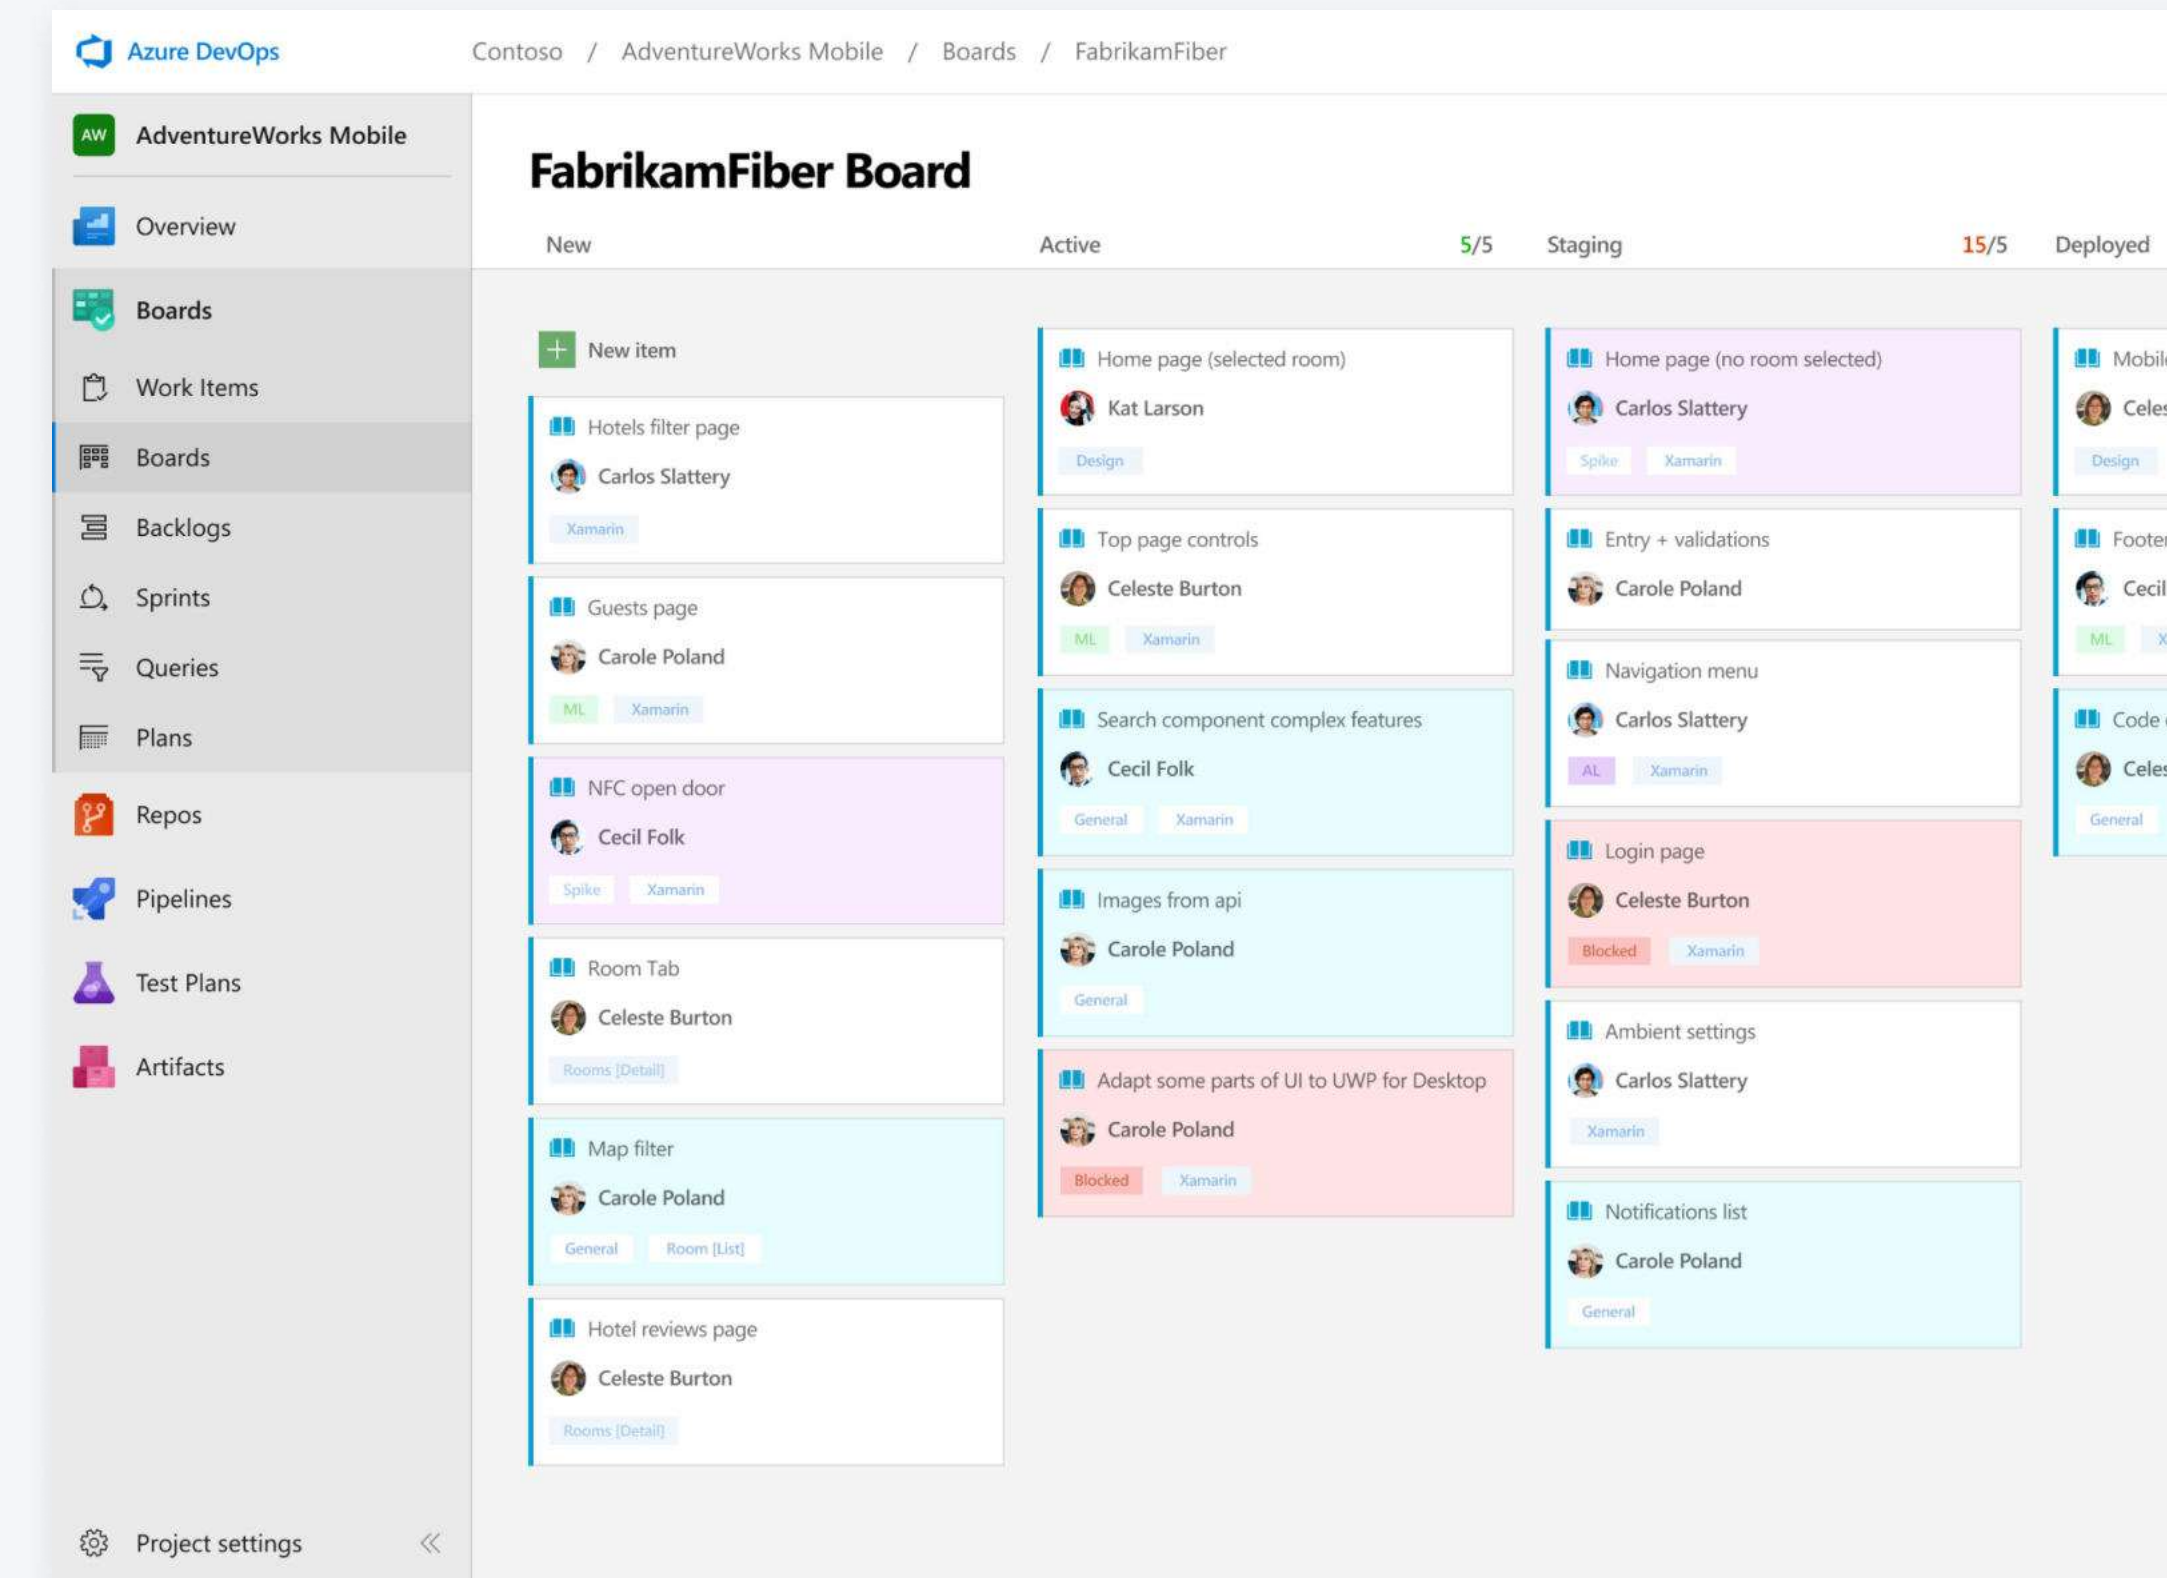 Azure DevOps
Contoso / AdventureWorks Mobile / Boards / FabrikamFiber
AW AdventureWorks Mobile
Overview
Boards
Work Items
Boards
Backlogs
Sprints
Queries
Plans
Repos
Pipelines
Test Plans
Artifacts
Project settings
FabrikamFiber Board
New
New item
Hotels filter page
Carlos Slattery
Xamarin
Guests page
Carole Poland
ML Xamarin
NFC open door
Cecil Folk
Spike Xamarin
Room Tab
Celeste Burton
Rooms [Detail]
Map filter
Carole Poland
General Room [List]
Hotel reviews page
Celeste Burton
Rooms [Detail]
Active 5/5
Home page (selected room)
Kat Larson
Design
Top page controls
Celeste Burton
ML Xamarin
Search component complex features
Cecil Folk
General Xamarin
Images from api
Carole Poland
General
Adapt some parts of UI to UWP for Desktop
Carole Poland
Blocked Xamarin
Staging 15/5
Home page (no room selected)
Carlos Slattery
Spike Xamarin
Entry + validations
Carole Poland
Navigation menu
Carlos Slattery
AL Xamarin
Login page
Celeste Burton
Blocked Xamarin
Ambient settings
Carlos Slattery
Xamarin
Notifications list
Carole Poland
General
Deployed
Design
ML
Code
General